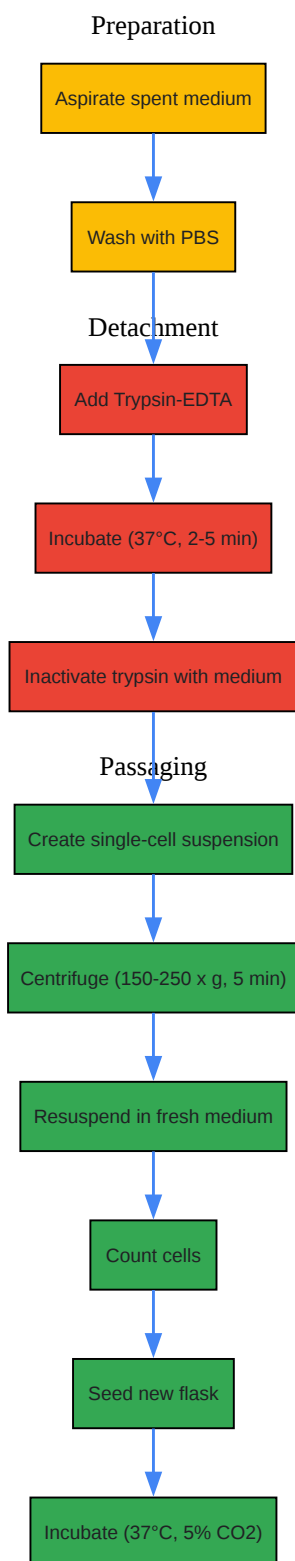 Preparation
Aspirate spent medium
Wash with PBS
Detachment
Add Trypsin-EDTA
Incubate (37°C, 2-5 min)
Inactivate trypsin with medium
Passaging
Create single-cell suspension
Centrifuge (150-250 x g, 5 min)
Resuspend in fresh medium
Count cells
Seed new flask
Incubate (37°C, 5% CO2)